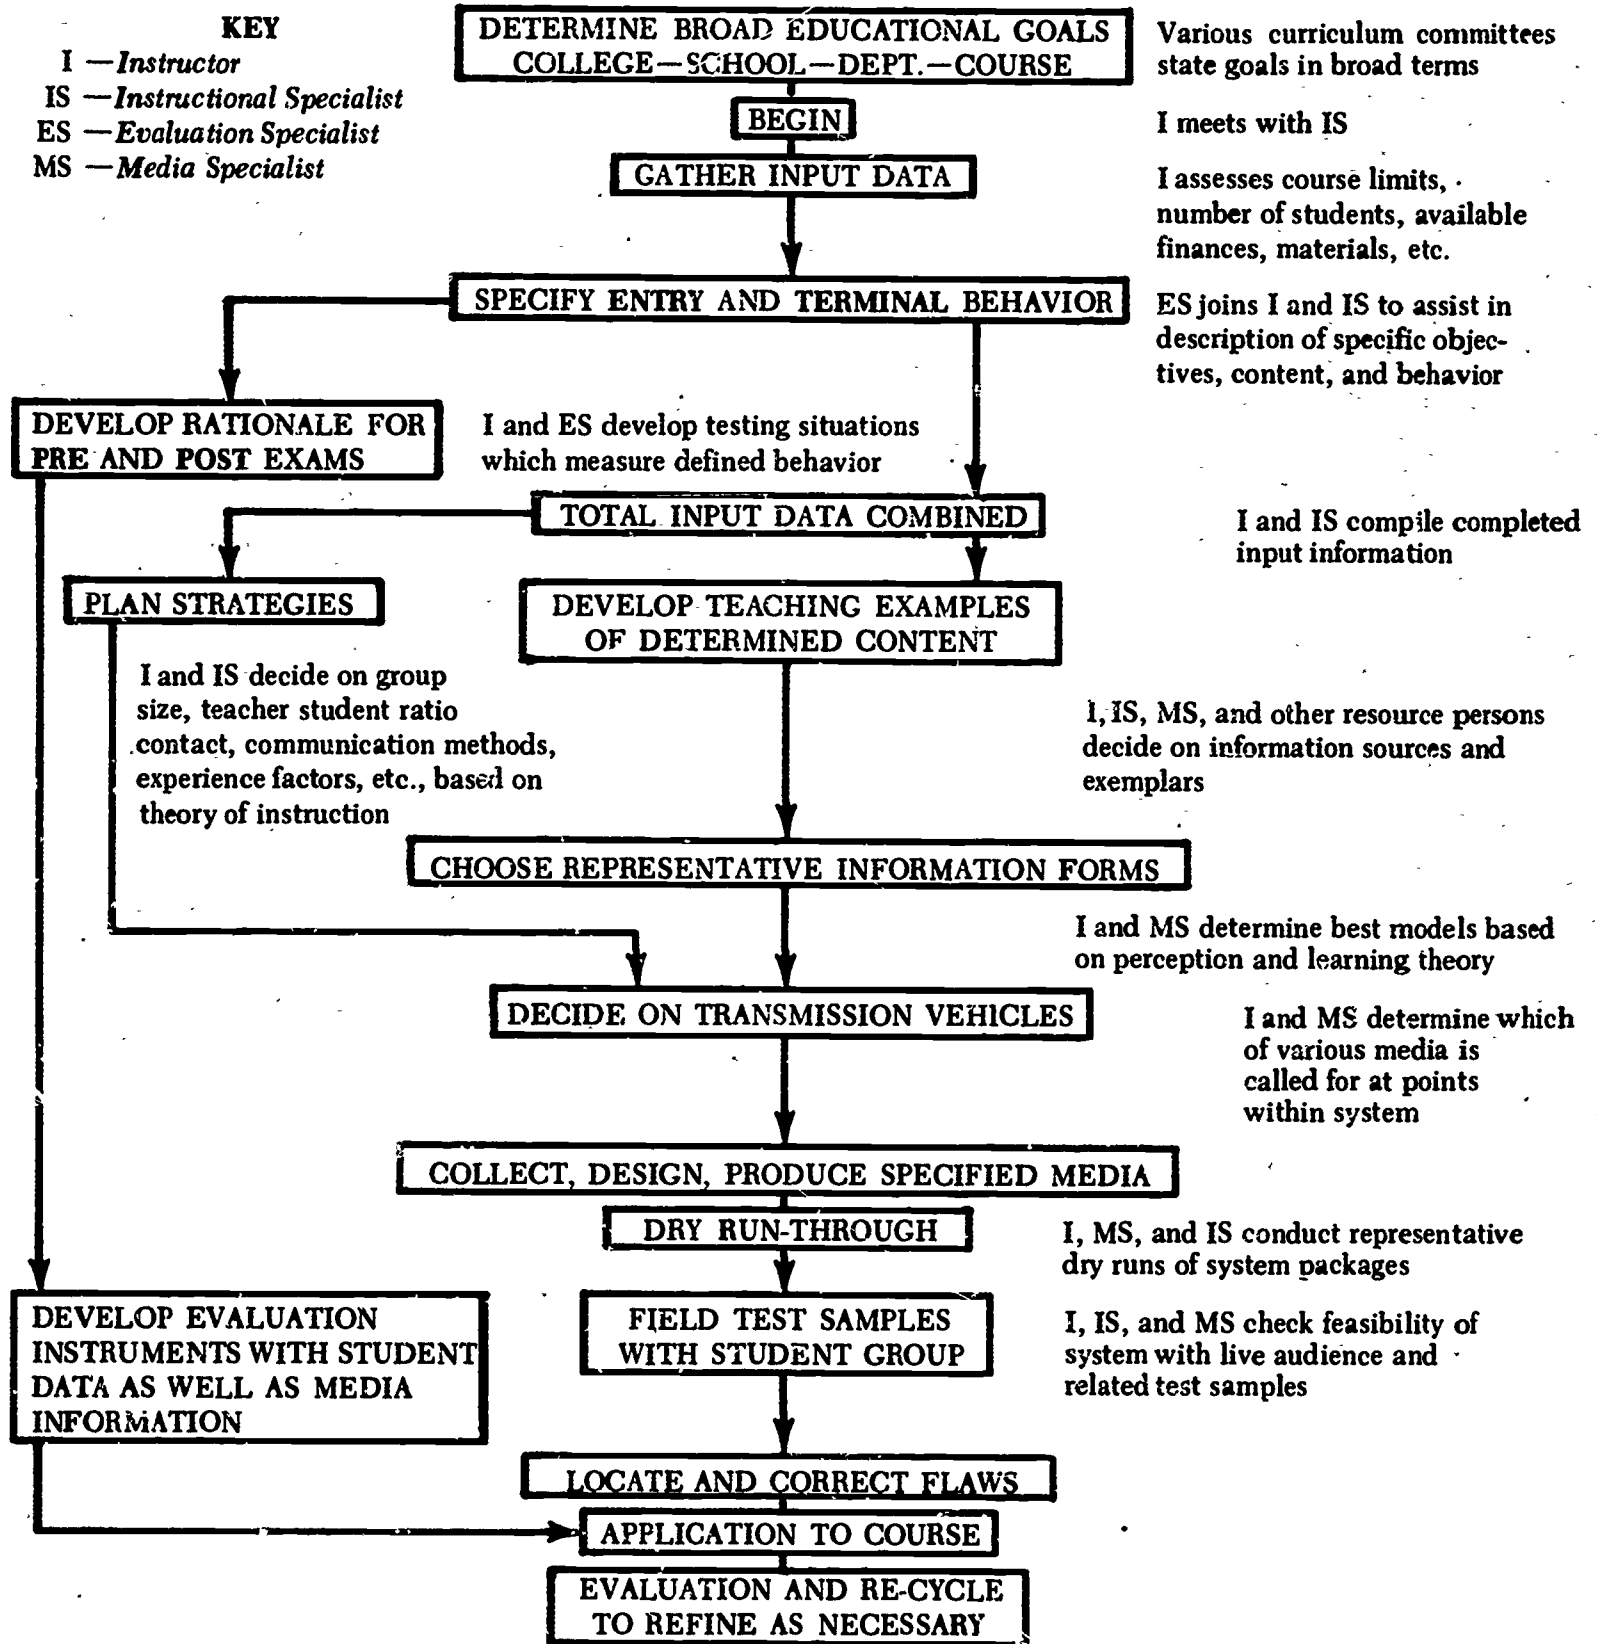 KEY
I —Instructor
IS —Instructional Specialist
ES —Evaluation Specialist
MS —Media Specialist
DETERMINE BROAD EDUCATIONAL GOALS
COLLEGE—SCHOOL—DEPT.—COURSE
Various curriculum committees
state goals in broad terms
BEGIN
I meets with IS
GATHER INPUT DATA
I assesses course limits,
number of students, available
finances, materials, etc.
SPECIFY ENTRY AND TERMINAL BEHAVIOR
ES joins I and IS to assist in
description of specific objec-
tives, content, and behavior
DEVELOP RATIONALE FOR
PRE AND POST EXAMS
I and ES develop testing situations
which measure defined behavior
TOTAL INPUT DATA COMBINED
I and IS compile completed
input information
PLAN STRATEGIES
DEVELOP TEACHING EXAMPLES
OF DETERMINED CONTENT
I and IS decide on group
size, teacher student ratio
contact, communication methods,
experience factors, etc., based on
theory of instruction
I, IS, MS, and other resource persons
decide on information sources and
exemplars
CHOOSE REPRESENTATIVE INFORMATION FORMS
I and MS determine best models based
on perception and learning theory
DECIDE ON TRANSMISSION VEHICLES
I and MS determine which
of various media is
called for at points
within system
COLLECT, DESIGN, PRODUCE SPECIFIED MEDIA
DRY RUN-THROUGH
I, MS, and IS conduct representative
dry runs of system packages
DEVELOP EVALUATION
INSTRUMENTS WITH STUDENT
DATA AS WELL AS MEDIA
INFORMATION
FIELD TEST SAMPLES
WITH STUDENT GROUP
I, IS, and MS check feasibility of
system with live audience and
related test samples
LOCATE AND CORRECT FLAWS
APPLICATION TO COURSE
EVALUATION AND RE-CYCLE
TO REFINE AS NECESSARY